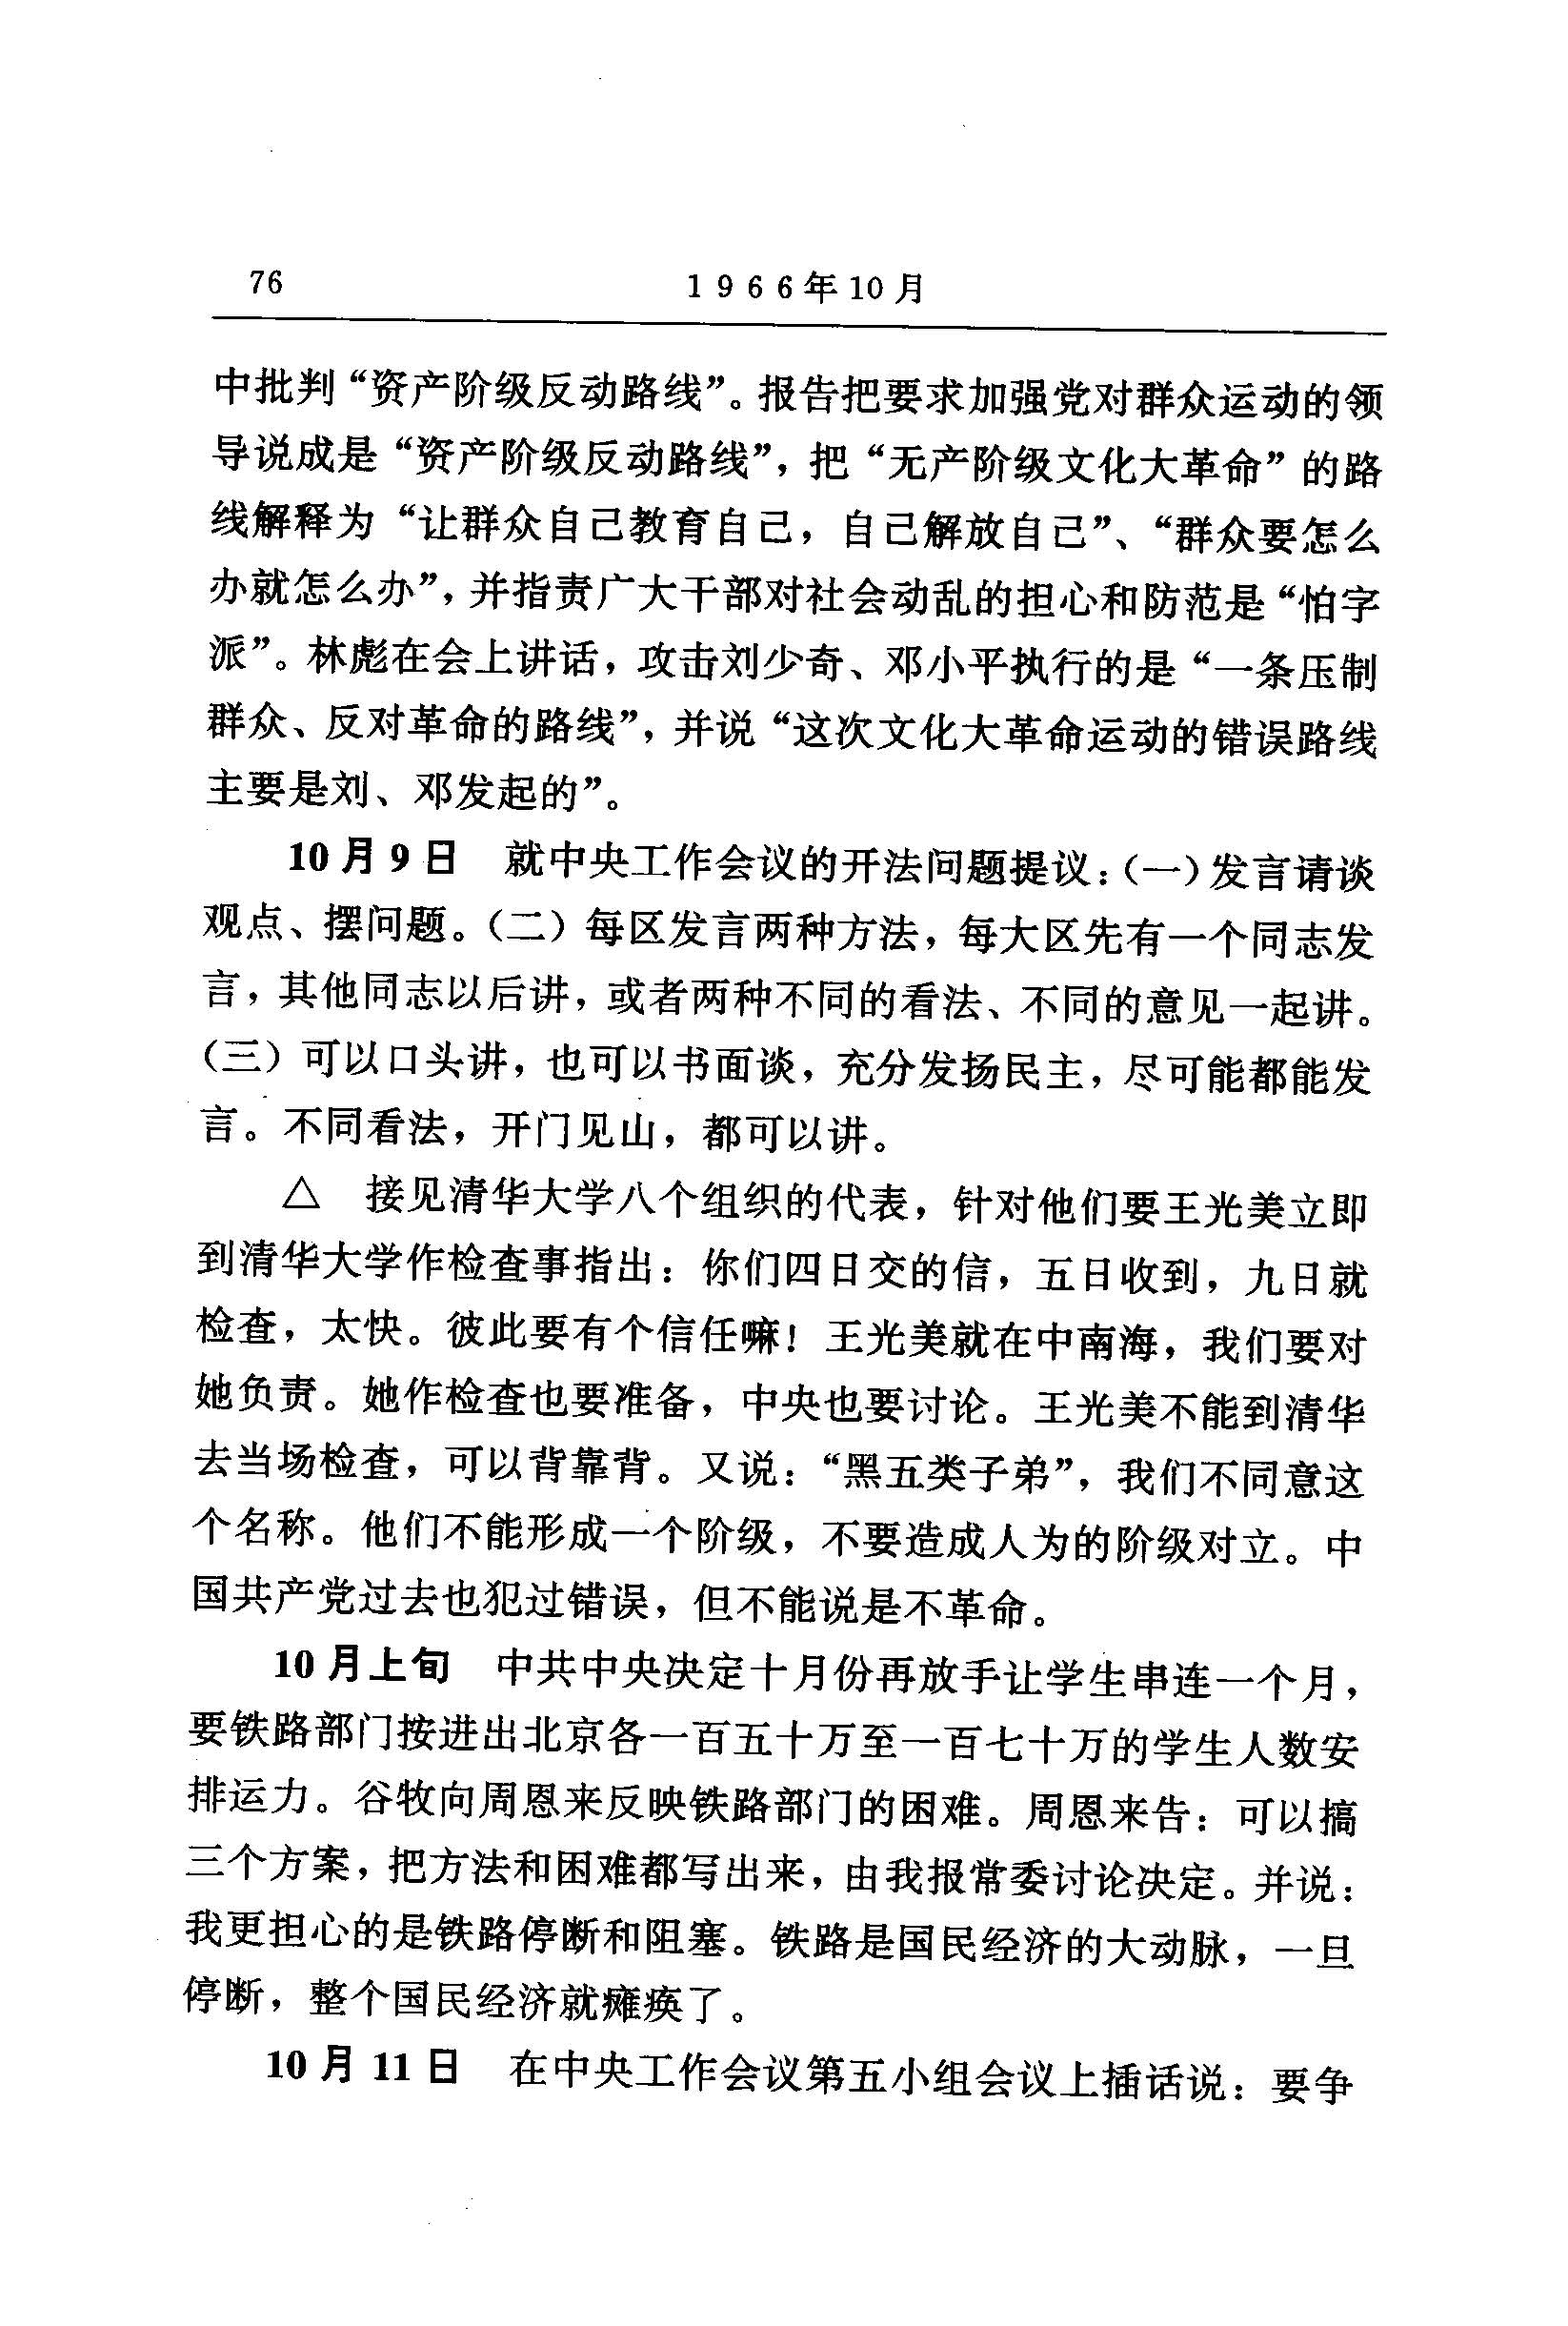 76
1966年10月
中批判“资产阶级反动路线”。报告把要求加强党对群众运动的领
导说成是“资产阶级反动路线”，把“无产阶级文化大革命”的路
线解释为“让群众自己教育自己，自己解放自己”、“群众要怎么
办就怎么办”，并指责广大干部对社会动乱的担心和防范是“怕字
派”。林彪在会上讲话，攻击刘少奇、邓小平执行的是“一条压制
群众、反对革命的路线”，并说“这次文化大革命运动的错误路线
主要是刘、邓发起的”。
10月9日　就中央工作会议的开法问题提议：（一）发言请谈
观点、摆问题。（二）每区发言两种方法，每大区先有一个同志发
言，其他同志以后讲，或者两种不同的看法、不同的意见一起讲。
（三）可以口头讲，也可以书面谈，充分发扬民主，尽可能都能发
言。不同看法，开门见山，都可以讲。
△　接见清华大学八个组织的代表，针对他们要王光美立即
到清华大学作检查事指出：你们四日交的信，五日收到，九日就
检查，太快。彼此要有个信任嘛！王光美就在中南海，我们要对
她负责。她作检查也要准备，中央也要讨论。王光美不能到清华
去当场检查，可以背靠背。又说：“黑五类子弟”，我们不同意这
个名称。他们不能形成一个阶级，不要造成人为的阶级对立。中
国共产党过去也犯过错误，但不能说是不革命。
10月上旬　中共中央决定十月份再放手让学生串连一个月，
要铁路部门按进出北京各一百五十万至一百七十万的学生人数安
排运力。谷牧向周恩来反映铁路部门的困难。周恩来告：可以搞
三个方案，把方法和困难都写出来，由我报常委讨论决定。并说：
我更担心的是铁路停断和阻塞。铁路是国民经济的大动脉，一旦
停断，整个国民经济就瘫痪了。
10月11日　在中央工作会议第五小组会议上插话说：要争